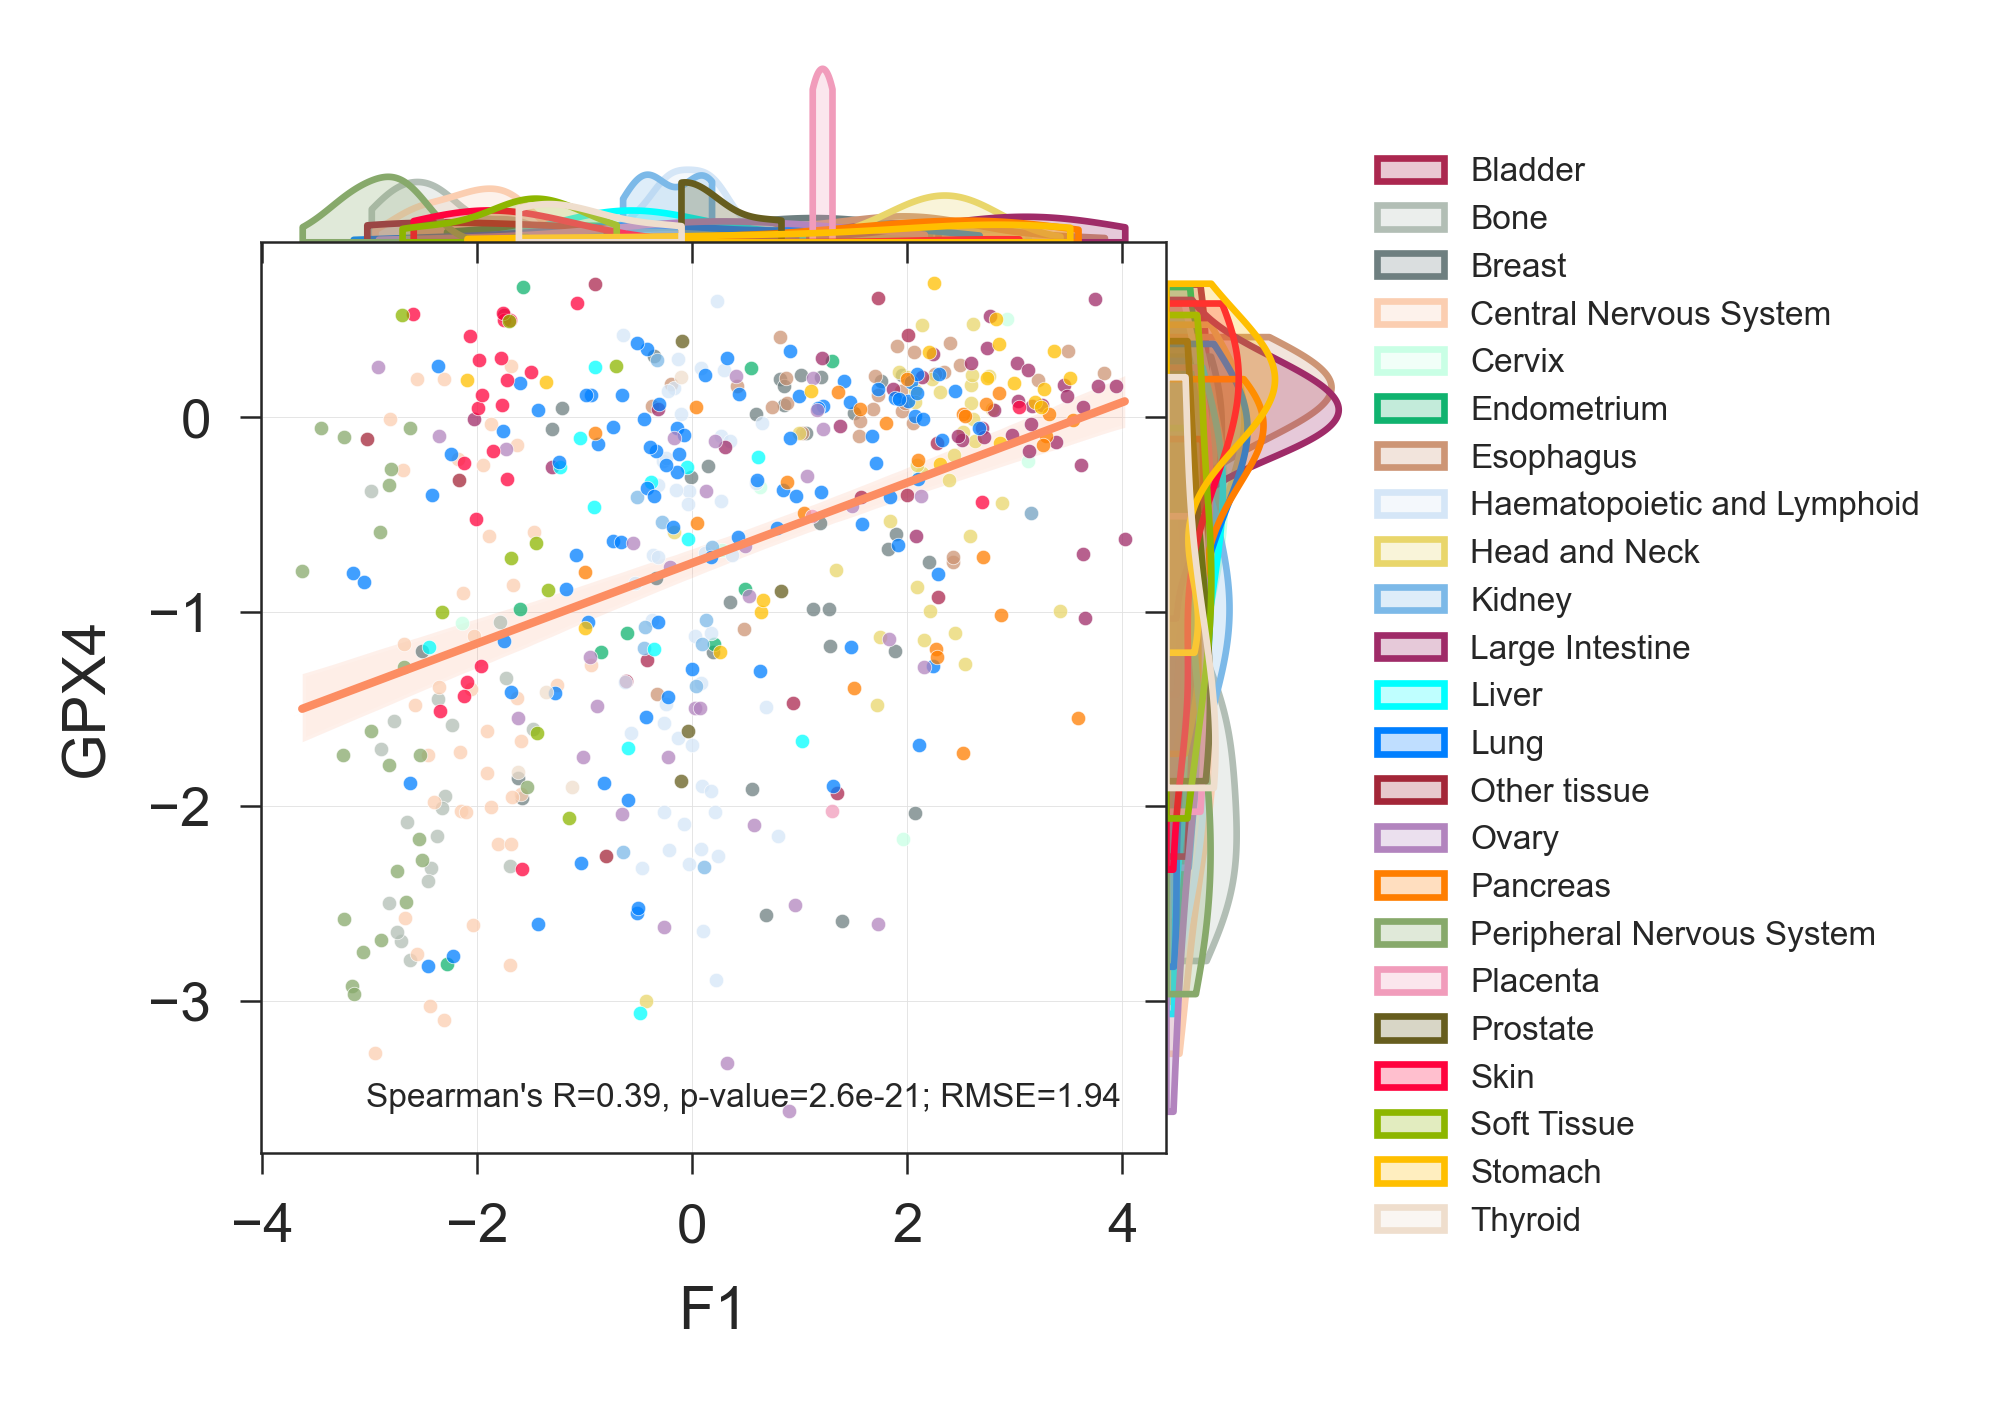 Bladder
Bone
Breast
Central Nervous System
Cervix
Endometrium
Esophagus
Haematopoietic and Lymphoid
Head and Neck
Kidney
Large Intestine
Liver
Lung
Other tissue
Ovary
Pancreas
Peripheral Nervous System
Placenta
Prostate
Skin
Soft Tissue
Stomach
Thyroid
GPX4
0
−1
−2
−3
Spearman's R=0.39, p-value=2.6e-21; RMSE=1.94
−4 −2 0 2 4
F1